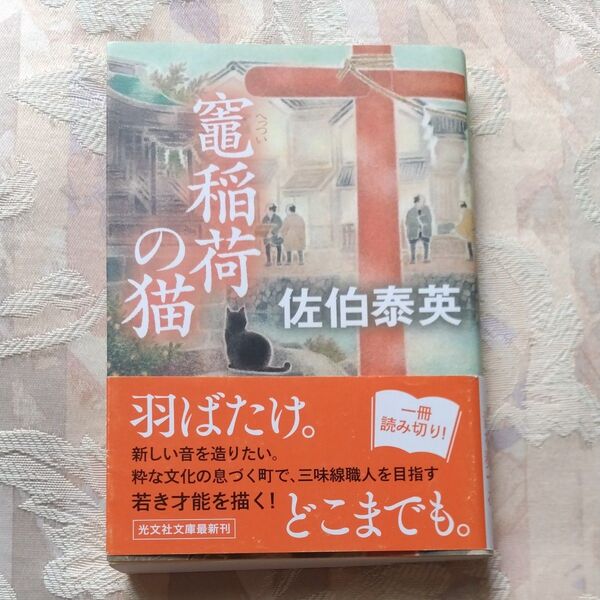 竈稲荷
へっつい
の猫
佐伯泰英
羽ばたけ。
一冊
読み切り!
新しい音を造りたい。
粋な文化の息づく町で、三味線職人を目指す
若き才能を描く!
どこまでも。
光文社文庫最新刊